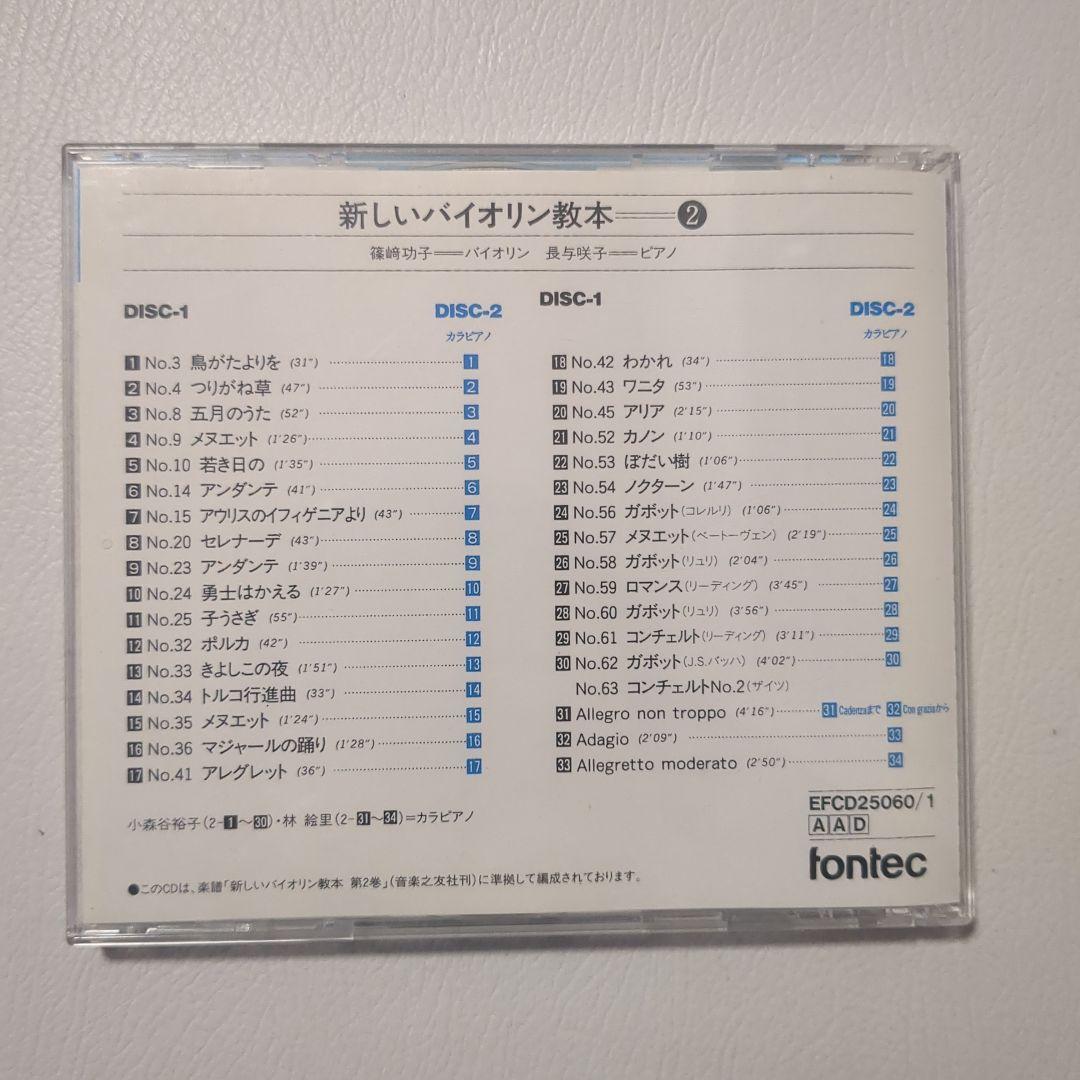 新しいバイオリン教本══❷
篠﨑功子══バイオリン 長与咲子══ピアノ
DISC-1 DISC-2
カラピアノ
1 No.3 鳥がたよりを (31") 1
2 No.4 つりがね草 (47") 2
3 No.8 五月のうた (52") 3
4 No.9 メヌエット (1'26") 4
5 No.10 若き日の (1'35") 5
6 No.14 アンダンテ (41") 6
7 No.15 アウリスのイフィゲニアより (43") 7
8 No.20 セレナーデ (43") 8
9 No.23 アンダンテ (1'39") 9
10 No.24 勇士はかえる (1'27") 10
11 No.25 子うさぎ (55") 11
12 No.32 ポルカ (42") 12
13 No.33 きよしこの夜 (1'51") 13
14 No.34 トルコ行進曲 (33") 14
15 No.35 メヌエット (1'24") 15
16 No.36 マジャールの踊り (1'28") 16
17 No.41 アレグレット (36") 17
小森谷裕子(2-1〜30)・林 絵里(2-31〜34)=カラピアノ
●このCDは、楽譜「新しいバイオリン教本 第2巻」(音楽之友社刊)に準拠して編成されております。
DISC-1 DISC-2
カラピアノ
18 No.42 わかれ (34") 18
19 No.43 ワニタ (53") 19
20 No.45 アリア (2'15") 20
21 No.52 カノン (1'10") 21
22 No.53 ぼだい樹 (1'06") 22
23 No.54 ノクターン (1'47") 23
24 No.56 ガボット(コレルリ) (1'06") 24
25 No.57 メヌエット(ベートーヴェン) (2'19") 25
26 No.58 ガボット(リュリ) (2'04") 26
27 No.59 ロマンス(リーディング) (3'45") 27
28 No.60 ガボット(リュリ) (3'56") 28
29 No.61 コンチェルト(リーディング) (3'11") 29
30 No.62 ガボット(J.S.バッハ) (4'02") 30
No.63 コンチェルトNo.2(ザイツ)
31 Allegro non troppo (4'16") 31 Cadenzaまで 32 Con graziaから
32 Adagio (2'09") 33
33 Allegretto moderato (2'50") 34
EFCD25060/1
AAD
fontec